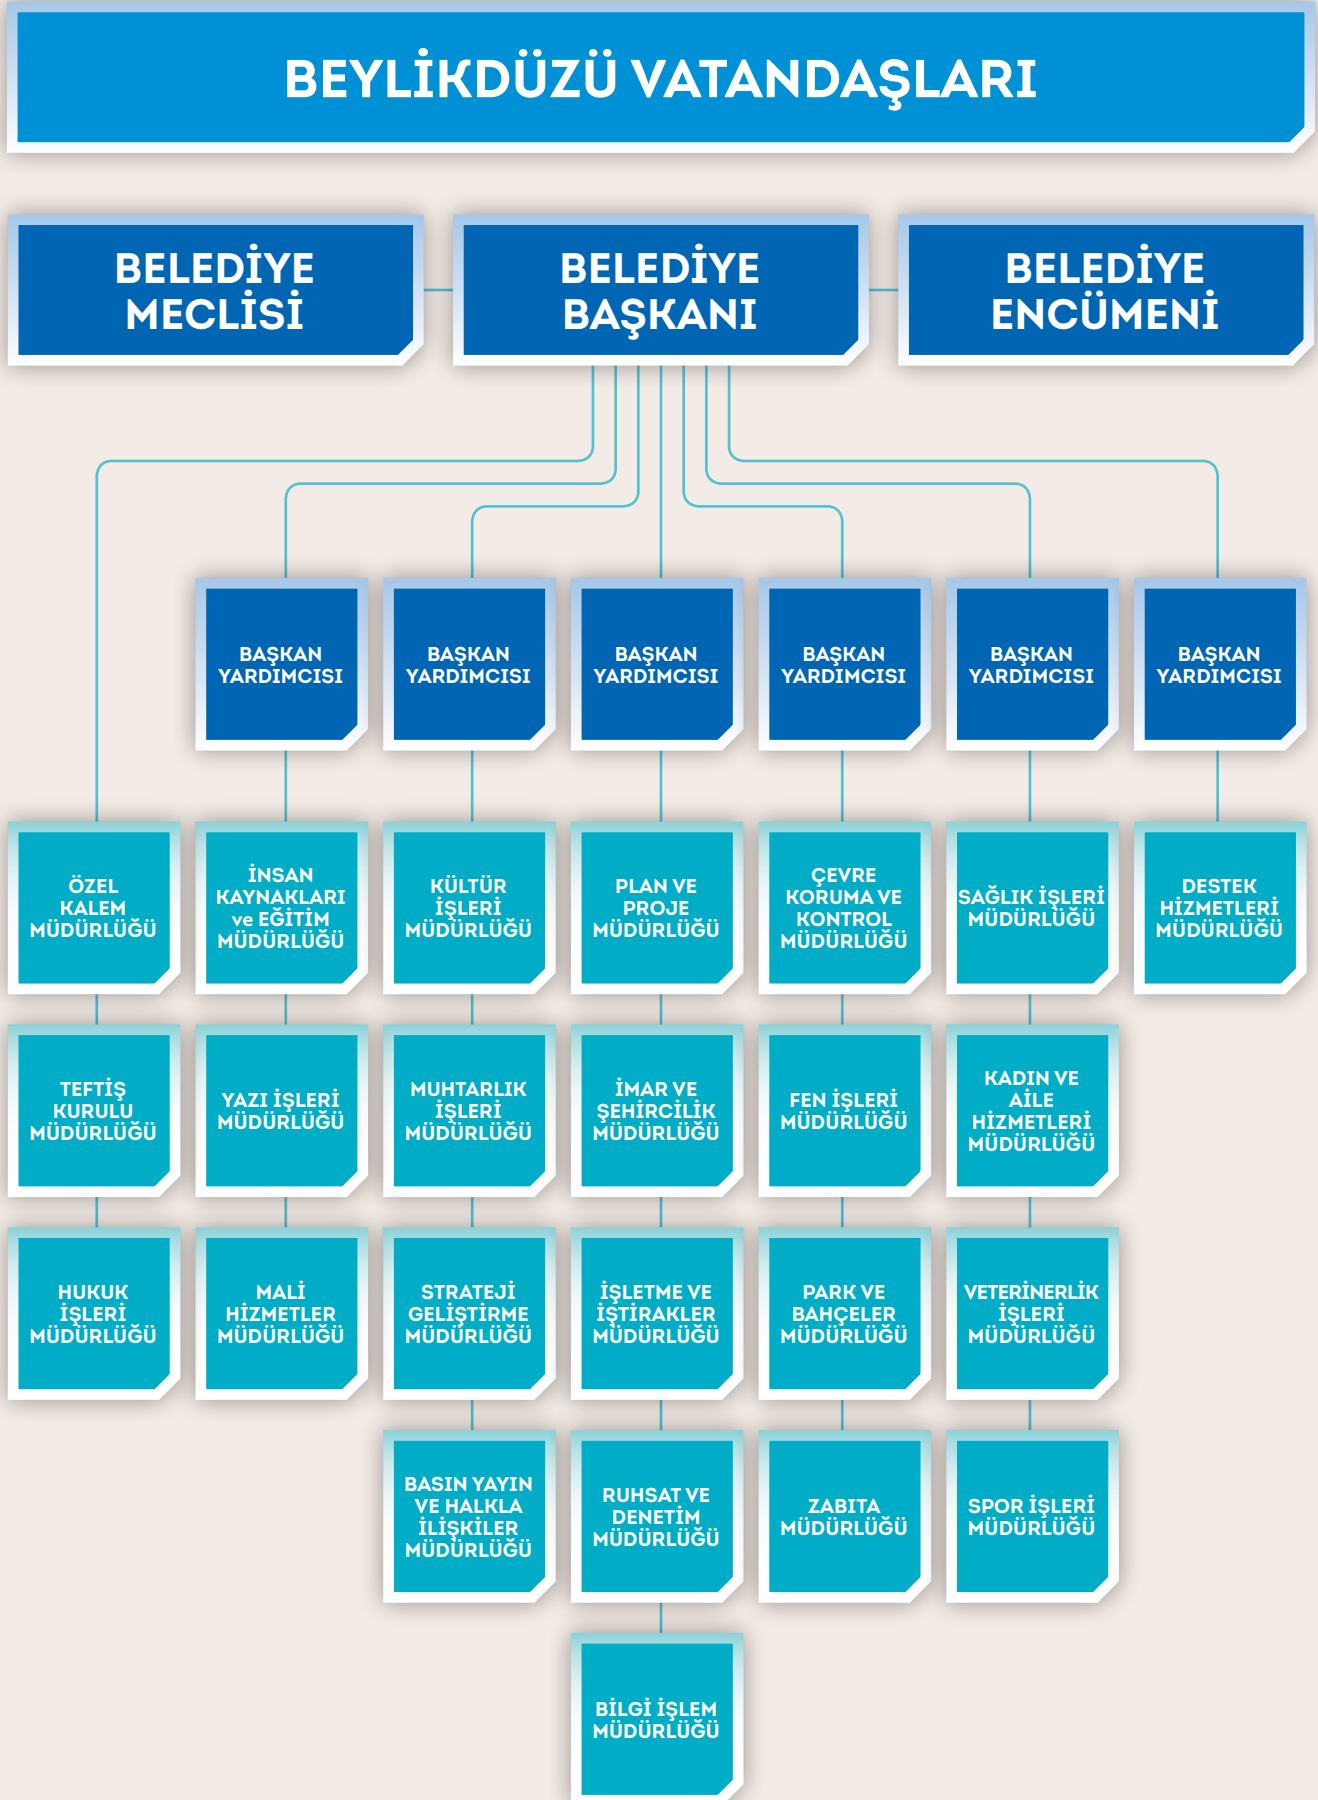 BEYLİKDÜZÜ VATANDAŞLARI
BELEDİYE
MECLİSİ
BELEDİYE
BAŞKANI
BELEDİYE
ENCÜMENİ
BAŞKAN
YARDIMCISI
BAŞKAN
YARDIMCISI
BAŞKAN
YARDIMCISI
BAŞKAN
YARDIMCISI
BAŞKAN
YARDIMCISI
BAŞKAN
YARDIMCISI
ÖZEL
KALEM
MÜDÜRLÜĞÜ
İNSAN
KAYNAKLARI
ve EĞİTİM
MÜDÜRLÜĞÜ
KÜLTÜR
İŞLERİ
MÜDÜRLÜĞÜ
PLAN VE
PROJE
MÜDÜRLÜĞÜ
ÇEVRE
KORUMA VE
KONTROL
MÜDÜRLÜĞÜ
SAĞLIK İŞLERİ
MÜDÜRLÜĞÜ
DESTEK
HİZMETLERİ
MÜDÜRLÜĞÜ
TEFTİŞ
KURULU
MÜDÜRLÜĞÜ
YAZI İŞLERİ
MÜDÜRLÜĞÜ
MUHTARLIK
İŞLERİ
MÜDÜRLÜĞÜ
İMAR VE
ŞEHİRCİLİK
MÜDÜRLÜĞÜ
FEN İŞLERİ
MÜDÜRLÜĞÜ
KADIN VE
AİLE
HİZMETLERİ
MÜDÜRLÜĞÜ
HUKUK
İŞLERİ
MÜDÜRLÜĞÜ
MALİ
HİZMETLER
MÜDÜRLÜĞÜ
STRATEJİ
GELİŞTİRME
MÜDÜRLÜĞÜ
İŞLETME VE
İŞTİRAKLER
MÜDÜRLÜĞÜ
PARK VE
BAHÇELER
MÜDÜRLÜĞÜ
VETERİNERLİK
İŞLERİ
MÜDÜRLÜĞÜ
BASIN YAYIN
VE HALKLA
İLİŞKİLER
MÜDÜRLÜĞÜ
RUHSAT VE
DENETİM
MÜDÜRLÜĞÜ
ZABITA
MÜDÜRLÜĞÜ
SPOR İŞLERİ
MÜDÜRLÜĞÜ
BİLGİ İŞLEM
MÜDÜRLÜĞÜ